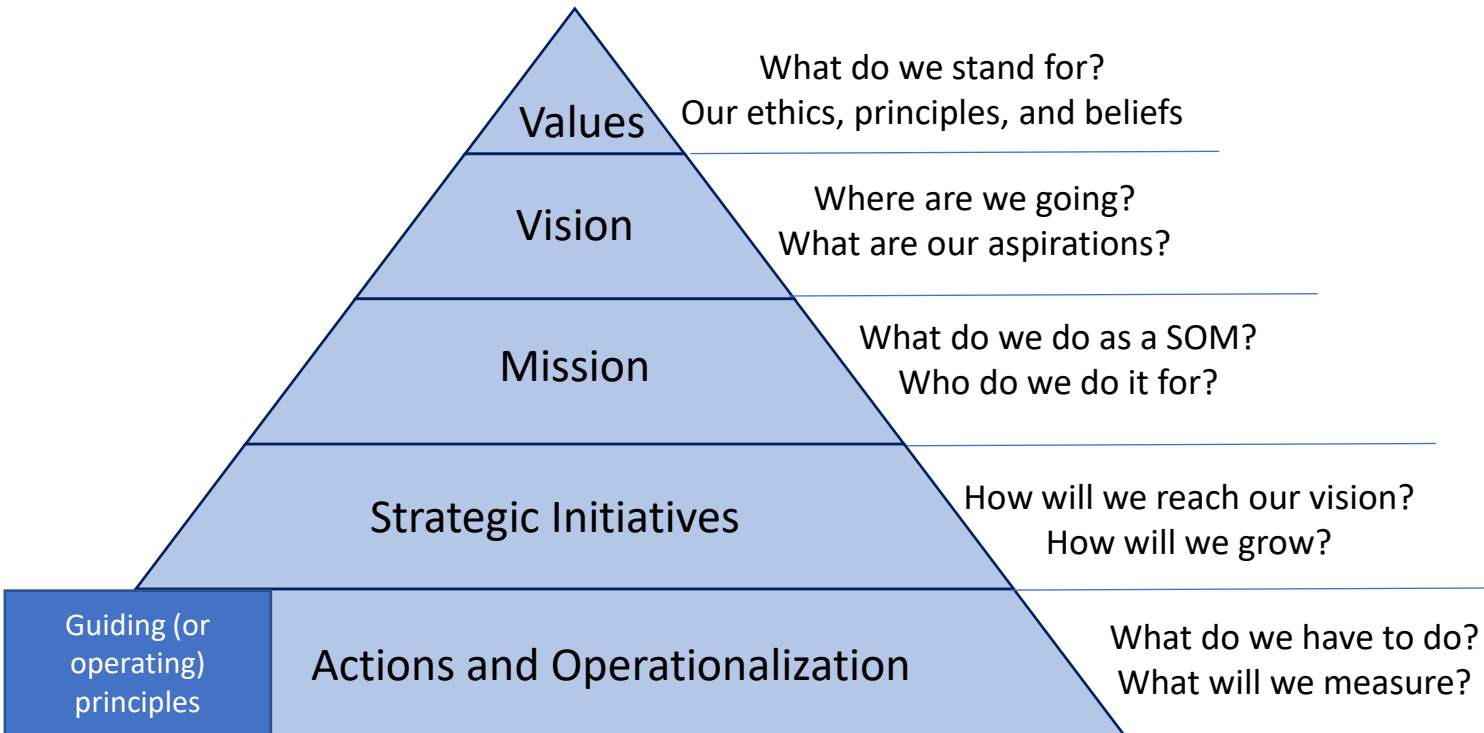 Values
What do we stand for?
Our ethics, principles, and beliefs
Vision
Where are we going?
What are our aspirations?
Mission
What do we do as a SOM?
Who do we do it for?
Strategic Initiatives
How will we reach our vision?
How will we grow?
Guiding (or
operating)
principles
Actions and Operationalization
What do we have to do?
What will we measure?